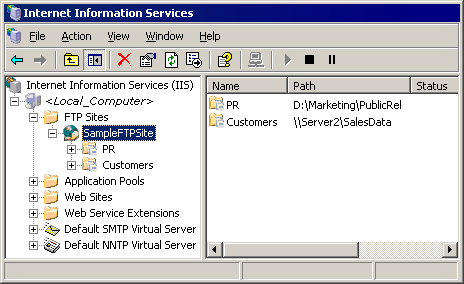 Internet Information Services
File Action View Window Help
Internet Information Services (IIS)
<Local_Computer>
FTP Sites
SampleFTPSite
PR
Customers
Application Pools
Web Sites
Web Service Extensions
Default SMTP Virtual Server
Default NNTP Virtual Server
Name Path Status
PR D:\Marketing\PublicRel
Customers \\Server2\SalesData